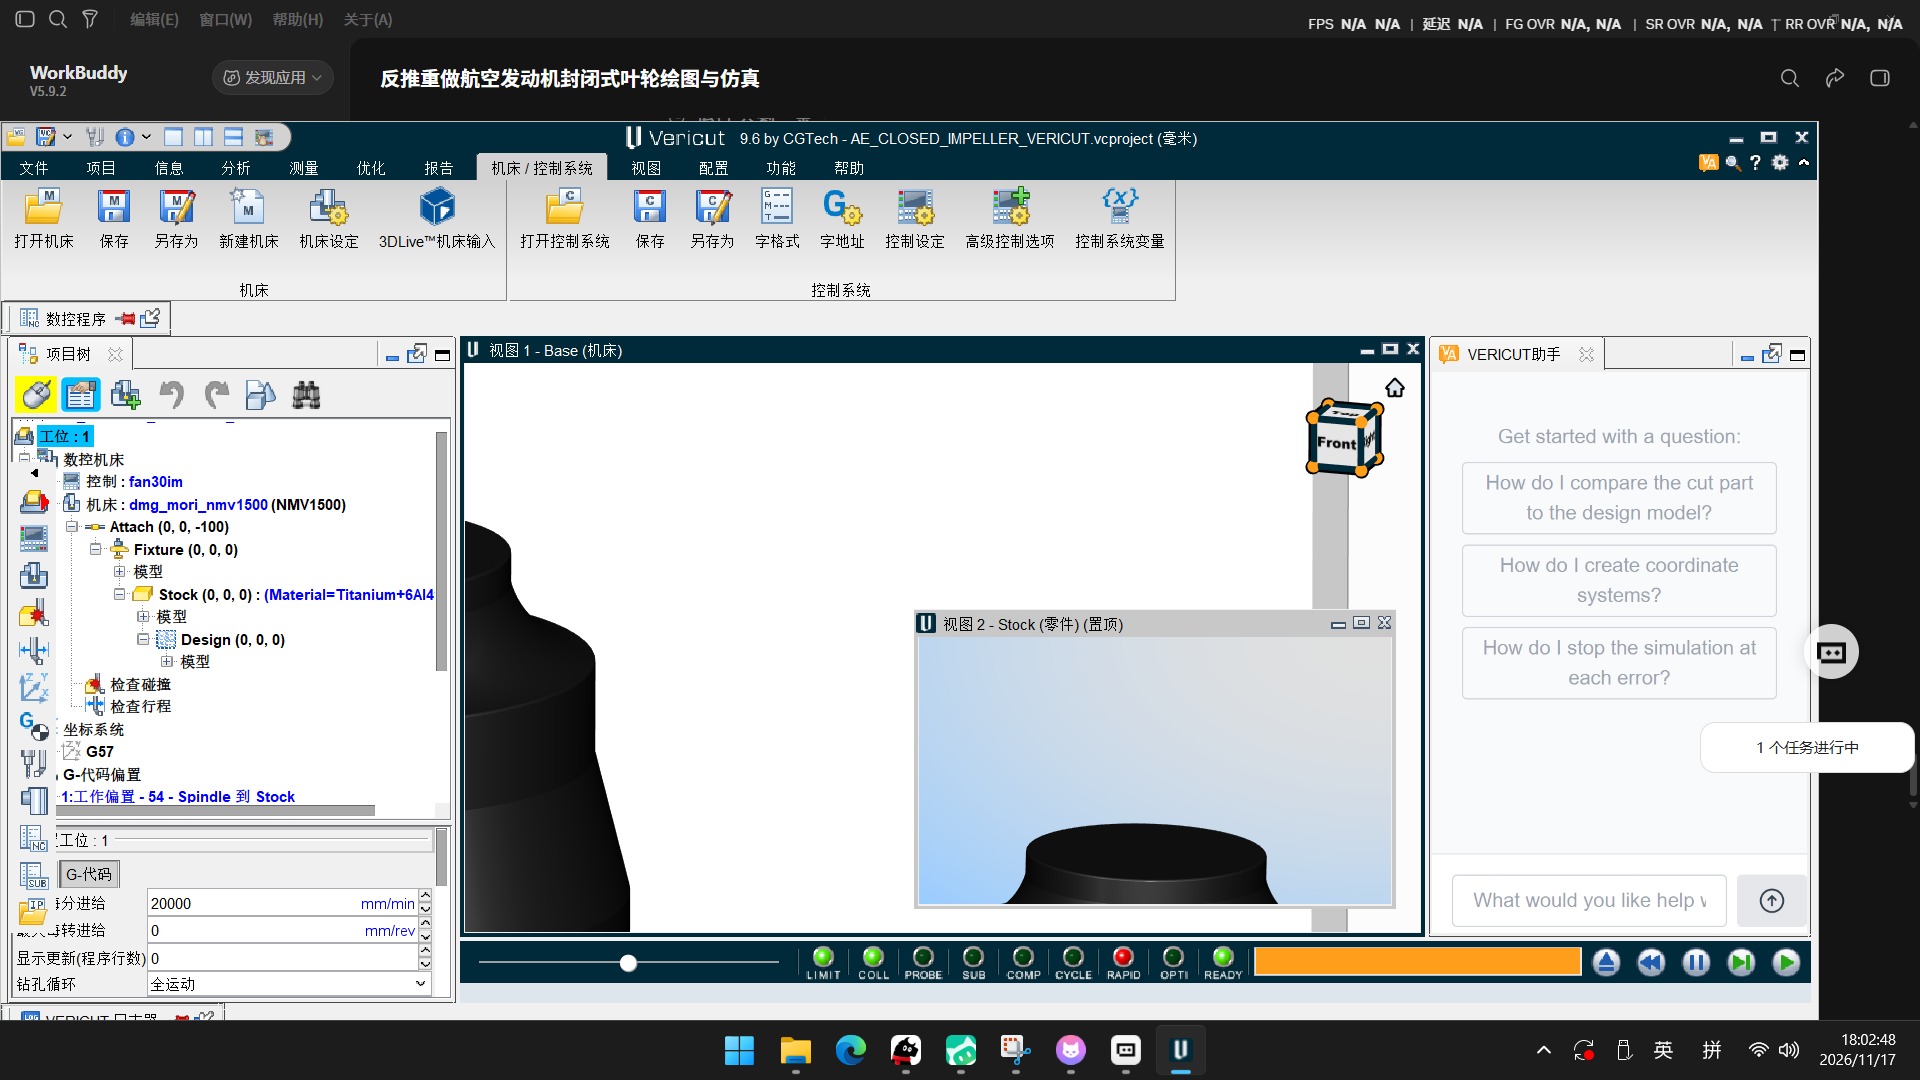 编辑(E) 窗口(W) 帮助(H) 关于(A)
FPS N/A N/A | 延迟 N/A | FG OVR N/A, N/A | SR OVR N/A, N/A T RR OVR N/A, N/A
WorkBuddy
V5.9.2
发现应用
反推重做航空发动机封闭式叶轮绘图与仿真
Vericut 9.6 by CGTech - AE_CLOSED_IMPELLER_VERICUT.vcproject (毫米)
文件 项目 信息 分析 测量 优化 报告 机床 / 控制系统 视图 配置 功能 帮助
打开机床 保存 另存为 新建机床 机床设定 3DLive™机床输入 打开控制系统 保存 另存为 字格式 字地址 控制设定 高级控制选项 控制系统变量
机床 控制系统
数控程序
项目树
视图 1 - Base (机床)
VERICUT助手
工位 : 1
数控机床
控制 : fan30im
机床 : dmg_mori_nmv1500 (NMV1500)
Attach (0, 0, -100)
Fixture (0, 0, 0)
模型
Stock (0, 0, 0) : (Material=Titanium+6Al4
模型
Design (0, 0, 0)
模型
检查碰撞
检查行程
坐标系统
G57
G-代码偏置
1:工作偏置 - 54 - Spindle 到 Stock
工位 : 1
G-代码
分进给 20000 mm/min
每转进给 0 mm/rev
显示更新(程序行数) 0
钻孔循环 全运动
Top
Front
视图 2 - Stock (零件) (置顶)
Get started with a question:
How do I compare the cut part
to the design model?
How do I create coordinate
systems?
How do I stop the simulation at
each error?
1 个任务进行中
What would you like help
LIMIT COLL PROBE SUB COMP CYCLE RAPID OPTI READY
VERICUT 日志器
英 拼
18:02:48
2026/11/17